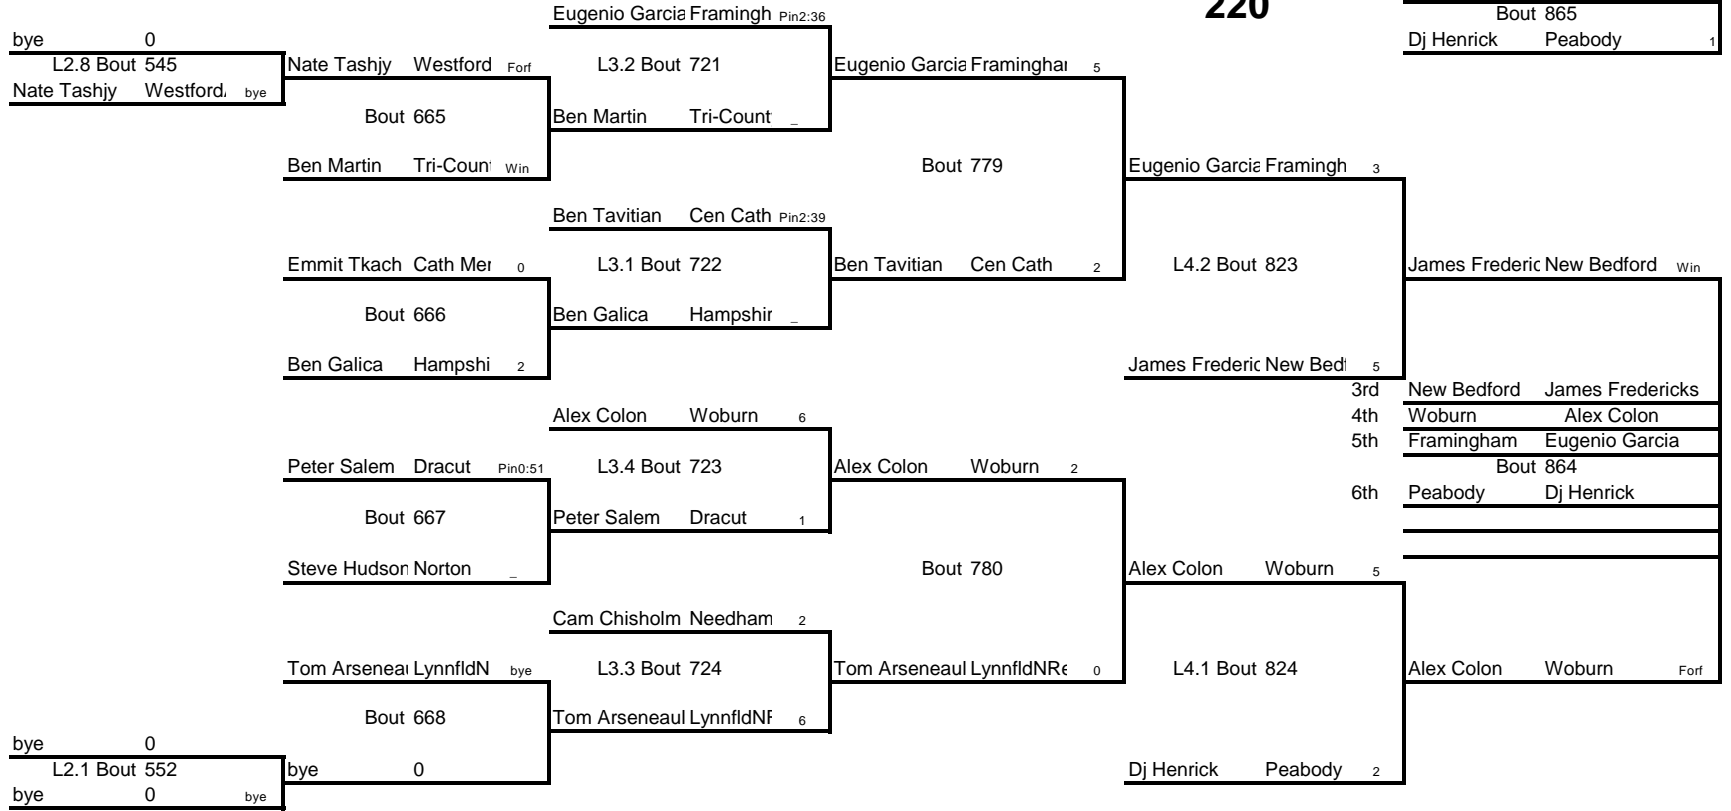 Eugenio Garcia Framingh Pin2:36 220 Bout 865
bye 0 Dj Henrick Peabody 1
L2.8 Bout 545 Nate Tashjy Westford Forf L3.2 Bout 721 Eugenio Garcia Framinghar 5
Nate Tashjy Westford bye
Bout 665 Ben Martin Tri-Count _
Ben Martin Tri-Coun Win Bout 779 Eugenio Garcia Framingh 3
Ben Tavitian Cen Cath Pin2:39
Emmit Tkach Cath Mer 0 L3.1 Bout 722 Ben Tavitian Cen Cath 2 L4.2 Bout 823 James Frederic New Bedford Win
Bout 666 Ben Galica Hampshir _
Ben Galica Hampshi 2 James Frederic New Bedf 5
3rd New Bedford James Fredericks
Alex Colon Woburn 6 4th Woburn Alex Colon
5th Framingham Eugenio Garcia
Peter Salem Dracut Pin0:51 L3.4 Bout 723 Alex Colon Woburn 2 Bout 864
6th Peabody Dj Henrick
Bout 667 Peter Salem Dracut 1
Steve Hudson Norton _ Bout 780 Alex Colon Woburn 5
Cam Chisholm Needham 2
Tom Arseneau LynnfldN bye L3.3 Bout 724 Tom Arseneaul LynnfldNRe 0 L4.1 Bout 824 Alex Colon Woburn Forf
Bout 668 Tom Arseneaul LynnfldNF 6
bye 0
L2.1 Bout 552 bye 0 Dj Henrick Peabody 2
bye 0 bye